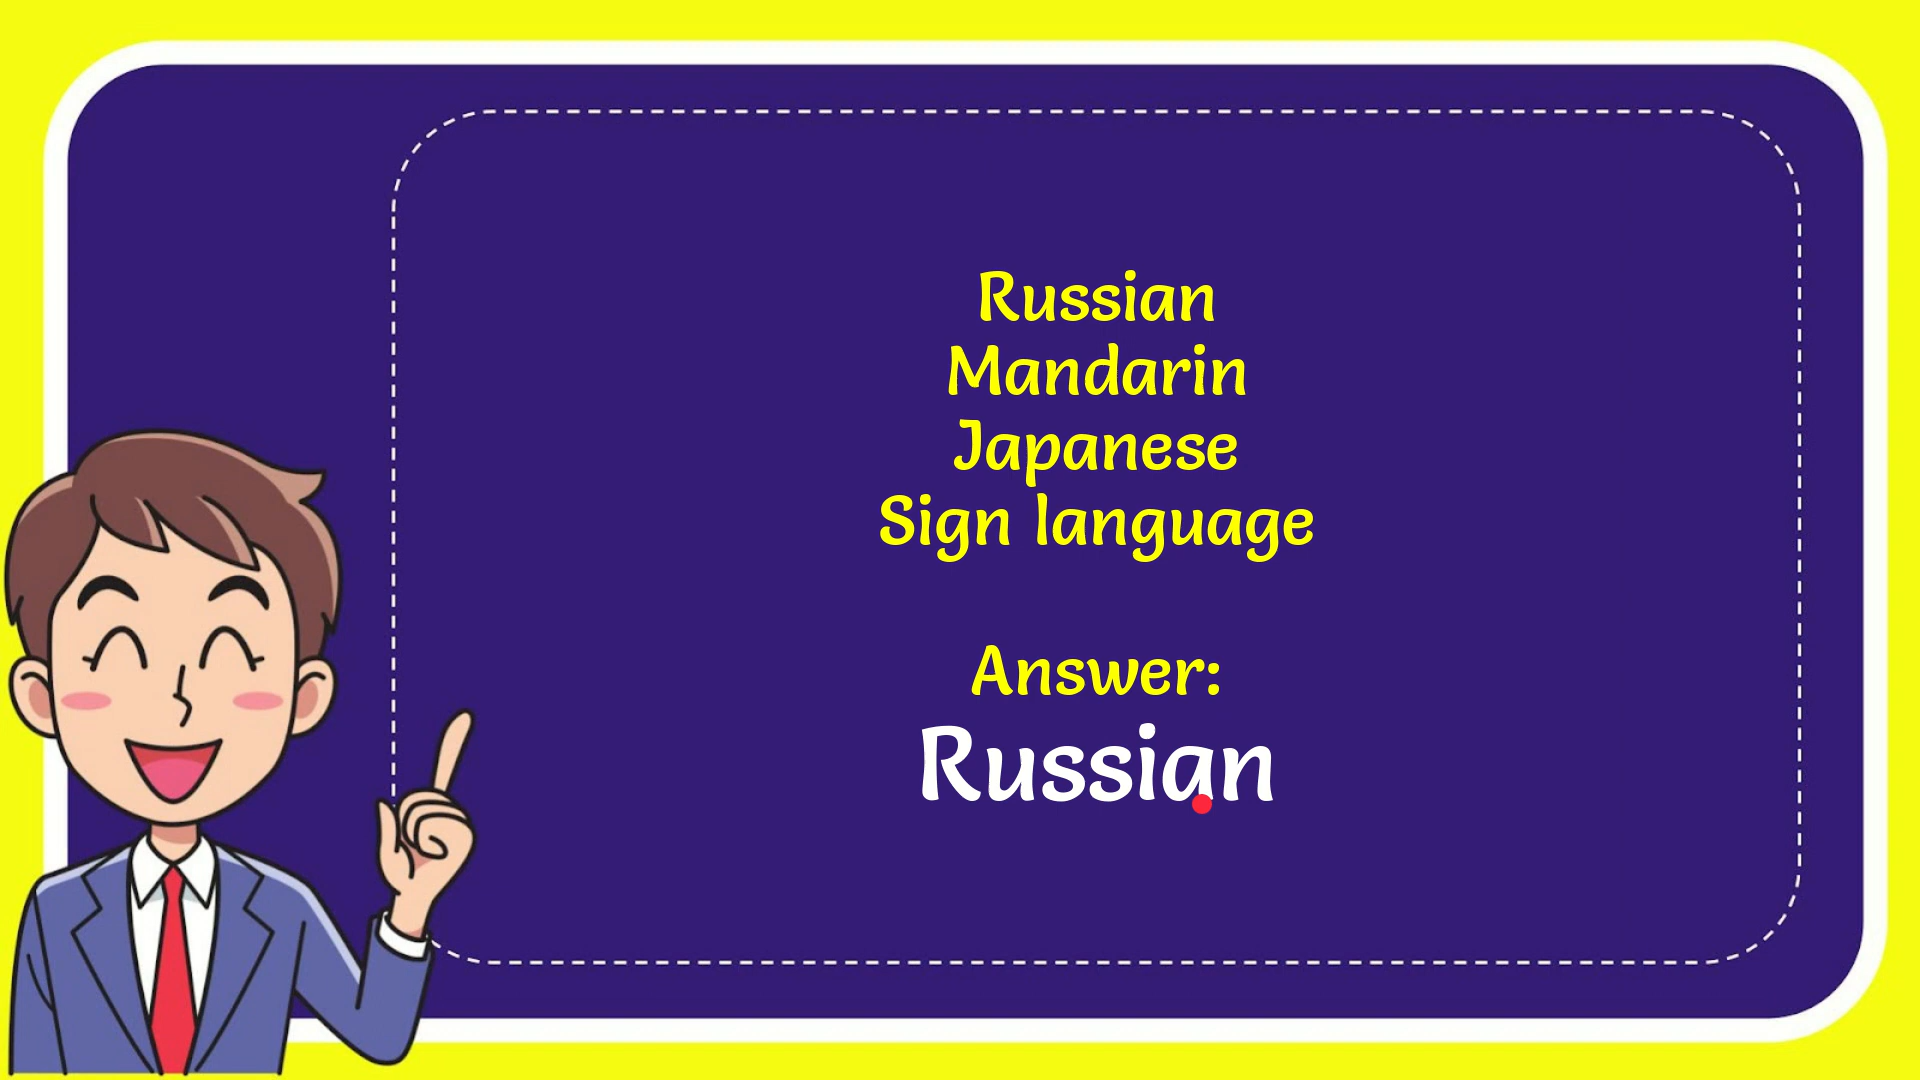 Russian
Mandarin
Japanese
Sign language
Answer:
Russian